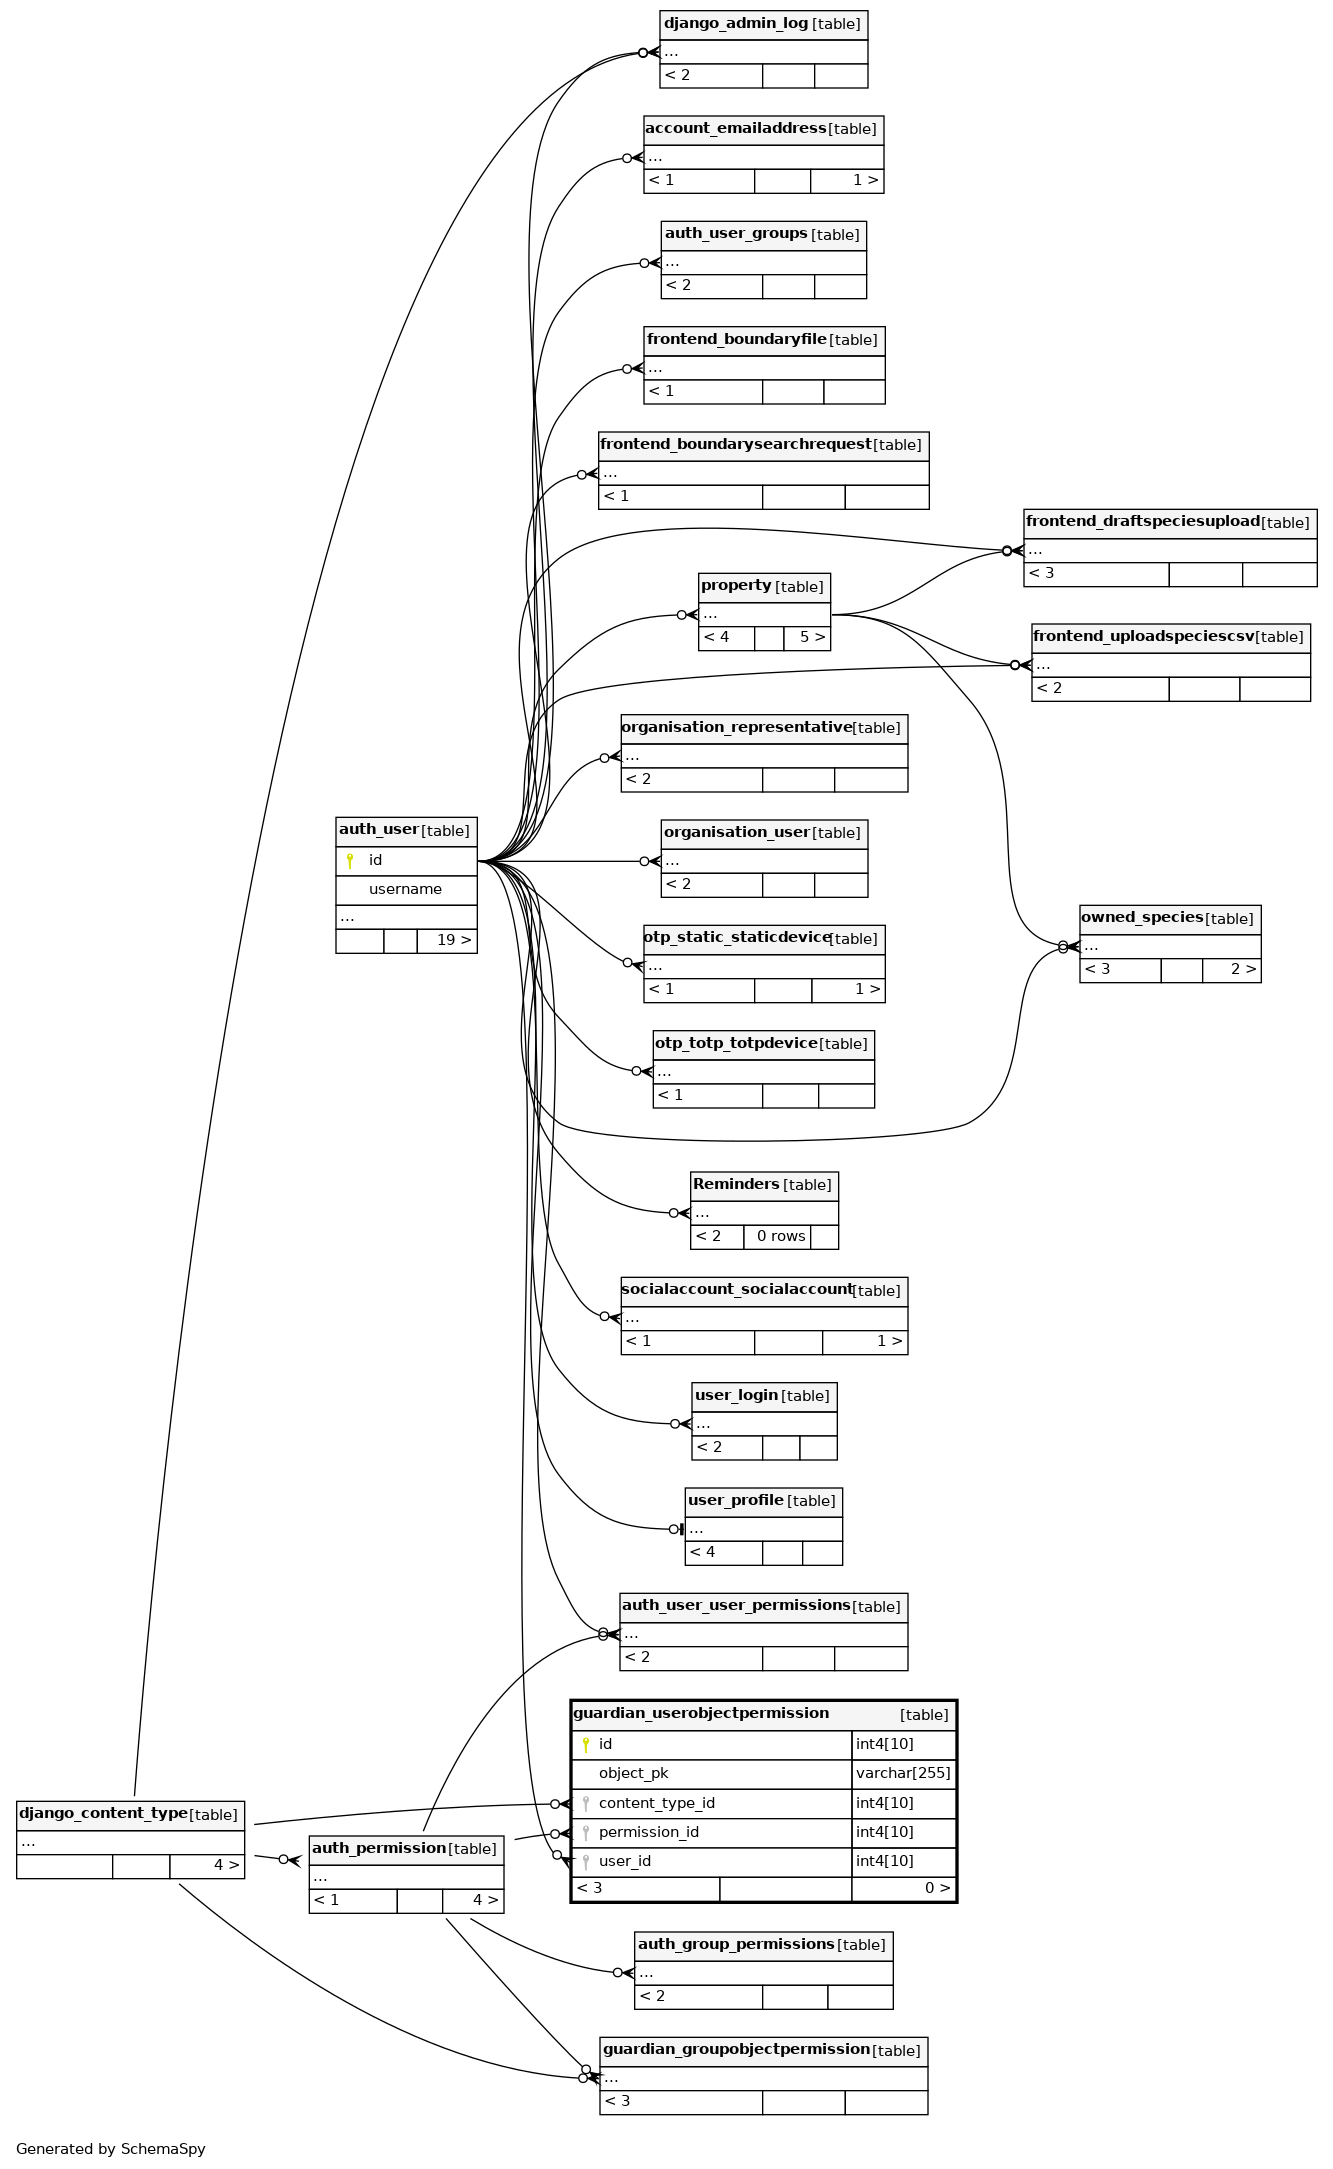 django_admin_log [table]
...
< 2
account_emailaddress [table]
...
< 1 1 >
auth_user_groups [table]
...
< 2
frontend_boundaryfile [table]
...
< 1
frontend_boundarysearchrequest [table]
...
< 1
frontend_draftspeciesupload [table]
...
< 3
property [table]
...
< 4 5 >
frontend_uploadspeciescsv [table]
...
< 2
organisation_representative [table]
...
< 2
auth_user [table]
id
username
...
19 >
organisation_user [table]
...
< 2
otp_static_staticdevice [table]
...
< 1 1 >
owned_species [table]
...
< 3 2 >
otp_totp_totpdevice [table]
...
< 1
Reminders [table]
...
< 2 0 rows
socialaccount_socialaccount [table]
...
< 1 1 >
user_login [table]
...
< 2
user_profile [table]
...
< 4
auth_user_user_permissions [table]
...
< 2
guardian_userobjectpermission [table]
id int4[10]
object_pk varchar[255]
content_type_id int4[10]
permission_id int4[10]
user_id int4[10]
< 3 0 >
django_content_type [table]
...
4 >
auth_permission [table]
...
< 1 4 >
auth_group_permissions [table]
...
< 2
guardian_groupobjectpermission [table]
...
< 3
Generated by SchemaSpy